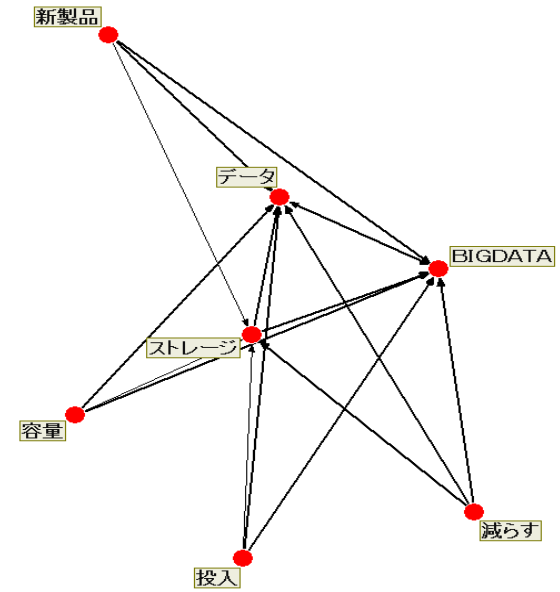 新製品
データ
BIGDATA
ストレージ
容量
減らす
投入